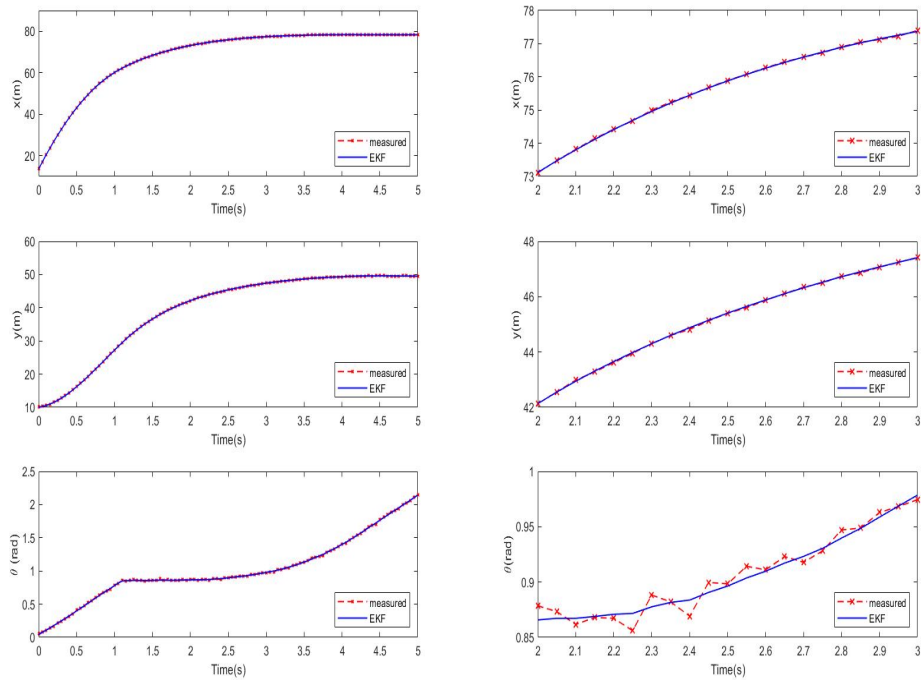 80
60
40
20
x(m)
measured
EKF
0 0.5 1 1.5 2 2.5 3 3.5 4 4.5 5
Time(s)
78
77
76
75
74
73
x(m)
measured
EKF
2 2.1 2.2 2.3 2.4 2.5 2.6 2.7 2.8 2.9 3
Time(s)
60
50
40
30
20
10
y(m)
measured
EKF
0 0.5 1 1.5 2 2.5 3 3.5 4 4.5 5
Time(s)
48
46
44
42
y(m)
measured
EKF
2 2.1 2.2 2.3 2.4 2.5 2.6 2.7 2.8 2.9 3
Time(s)
2.5
2
1.5
1
0.5
0
θ (rad)
measured
EKF
0 0.5 1 1.5 2 2.5 3 3.5 4 4.5 5
Time(s)
1
0.95
0.9
0.85
θ(rad)
measured
EKF
2 2.1 2.2 2.3 2.4 2.5 2.6 2.7 2.8 2.9 3
Time(s)